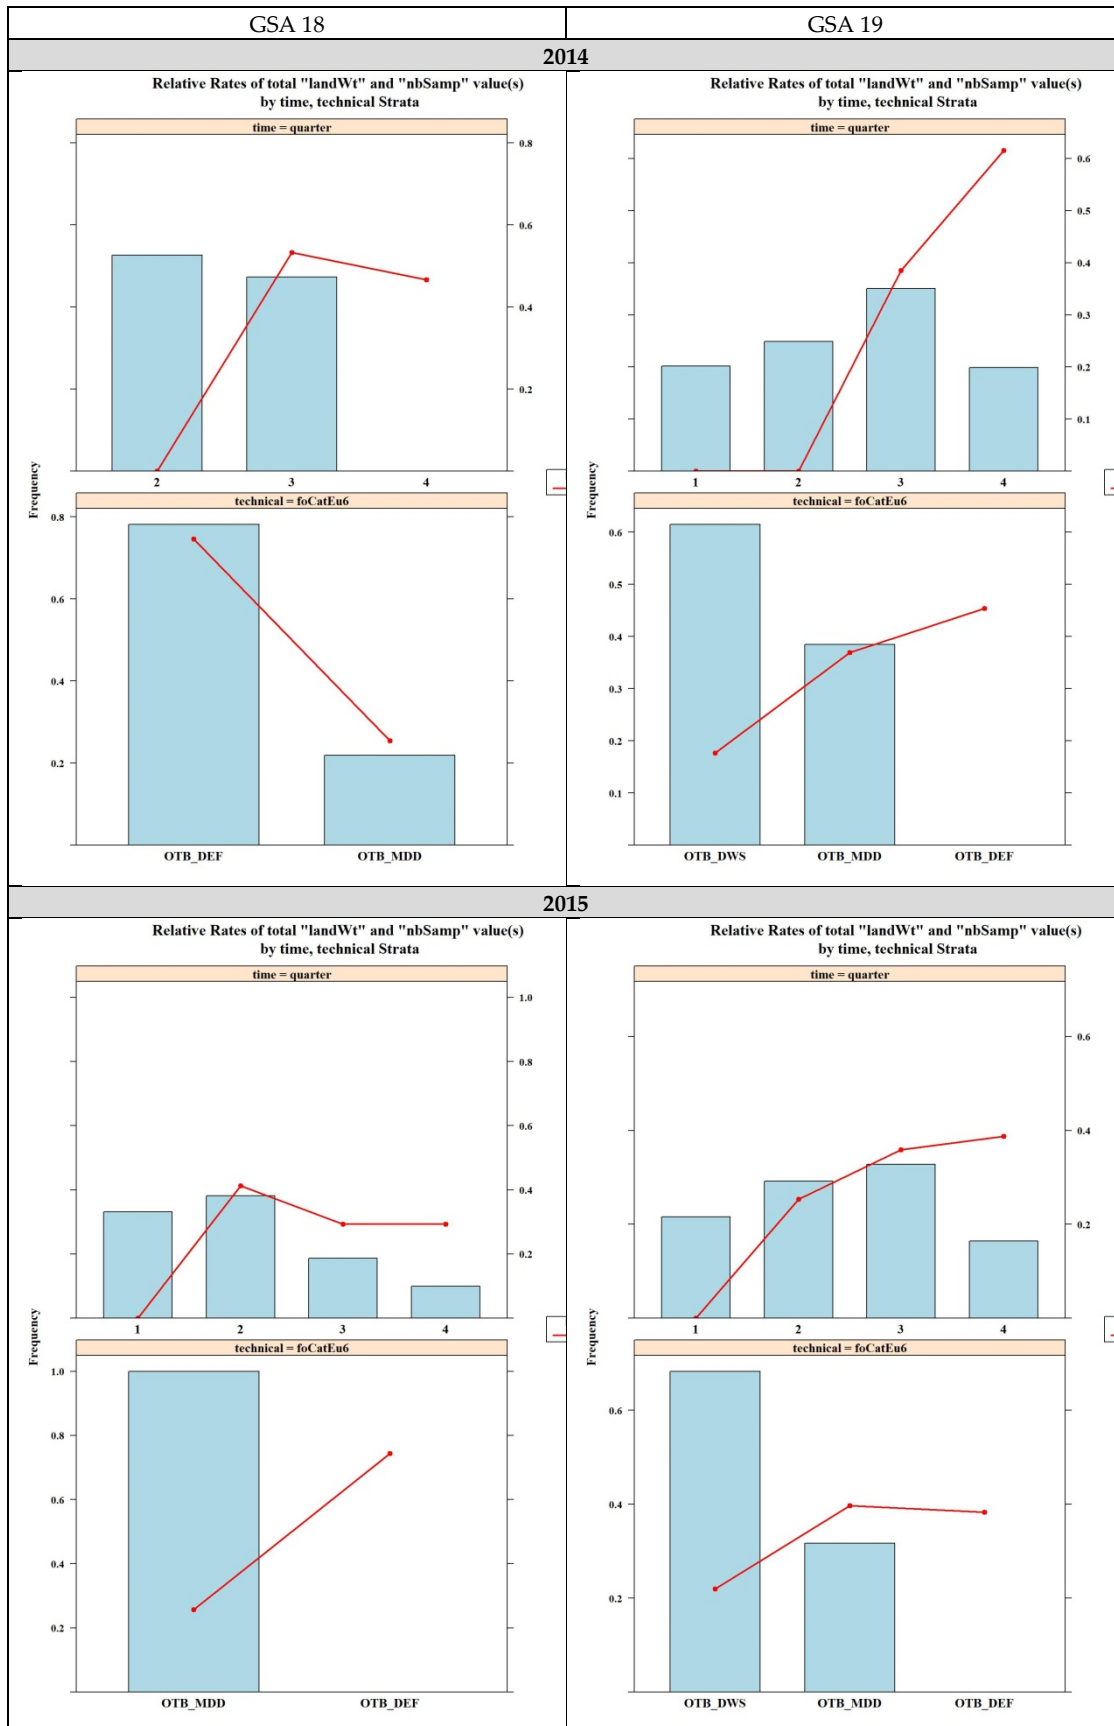 GSA 18
GSA 19
2014
Relative Rates of total "landWt" and "nbSamp" value(s)
by time, technical Strata
time = quarter
0.8
0.6
0.4
0.2
2 3 4
Frequency
technical = foCatEu6
0.8
0.6
0.4
0.2
OTB_DEF OTB_MDD
Relative Rates of total "landWt" and "nbSamp" value(s)
by time, technical Strata
time = quarter
0.6
0.5
0.4
0.3
0.2
0.1
1 2 3 4
Frequency
technical = foCatEu6
0.6
0.5
0.4
0.3
0.2
0.1
OTB_DWS OTB_MDD OTB_DEF
2015
Relative Rates of total "landWt" and "nbSamp" value(s)
by time, technical Strata
time = quarter
1.0
0.8
0.6
0.4
0.2
1 2 3 4
Frequency
technical = foCatEu6
1.0
0.8
0.6
0.4
0.2
OTB_MDD OTB_DEF
Relative Rates of total "landWt" and "nbSamp" value(s)
by time, technical Strata
time = quarter
0.6
0.4
0.2
1 2 3 4
Frequency
technical = foCatEu6
0.6
0.4
0.2
OTB_DWS OTB_MDD OTB_DEF